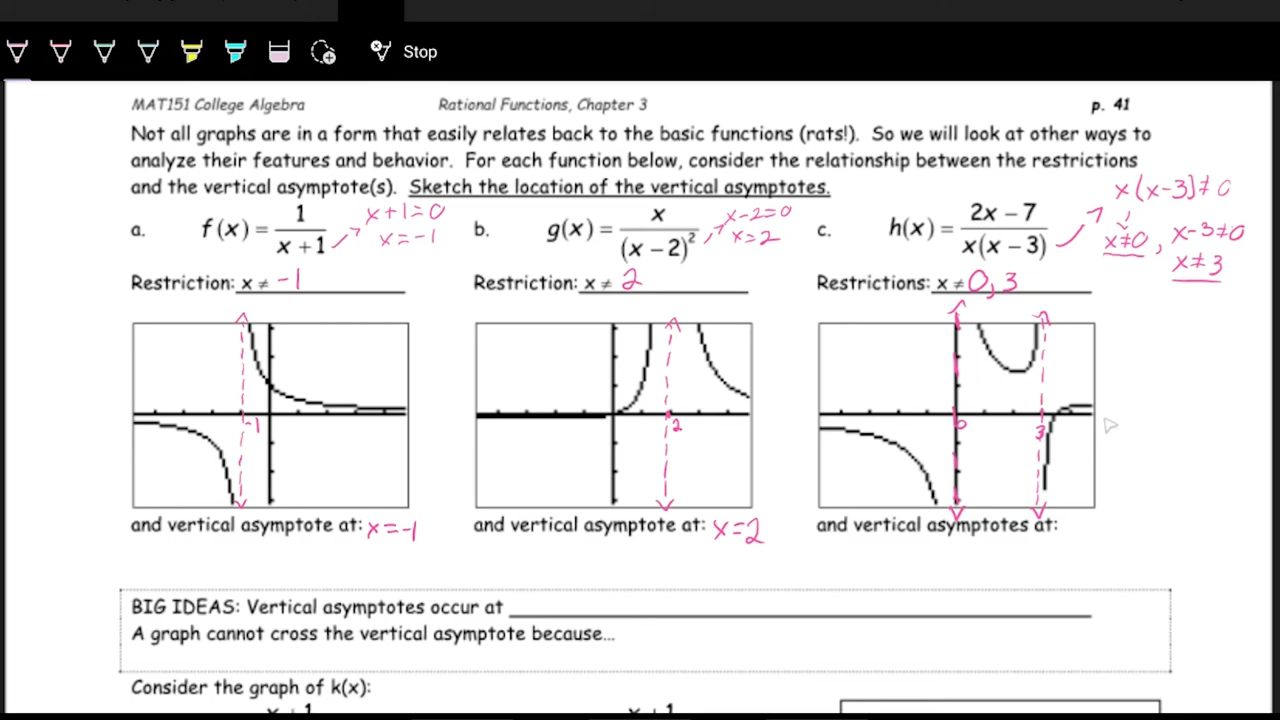 Stop
MAT151 College Algebra Rational Functions, Chapter 3 p. 41
Not all graphs are in a form that easily relates back to the basic functions (rats!). So we will look at other ways to
analyze their features and behavior. For each function below, consider the relationship between the restrictions
and the vertical asymptote(s). Sketch the location of the vertical asymptotes.
a. f(x) = 1/(x + 1) x+1=0
x=-1
b. g(x) = x/(x − 2)² x-2=0
x=2
c. h(x) = (2x − 7)/(x(x − 3)) x(x-3)≠0
x≠0, x-3≠0
x≠3
Restriction: x ≠ -1 Restriction: x ≠ 2 Restrictions: x ≠ 0, 3
-1 2 0 3
and vertical asymptote at: x=-1 and vertical asymptote at: x=2 and vertical asymptotes at:
BIG IDEAS: Vertical asymptotes occur at
A graph cannot cross the vertical asymptote because...
Consider the graph of k(x):
x + 1 x + 1